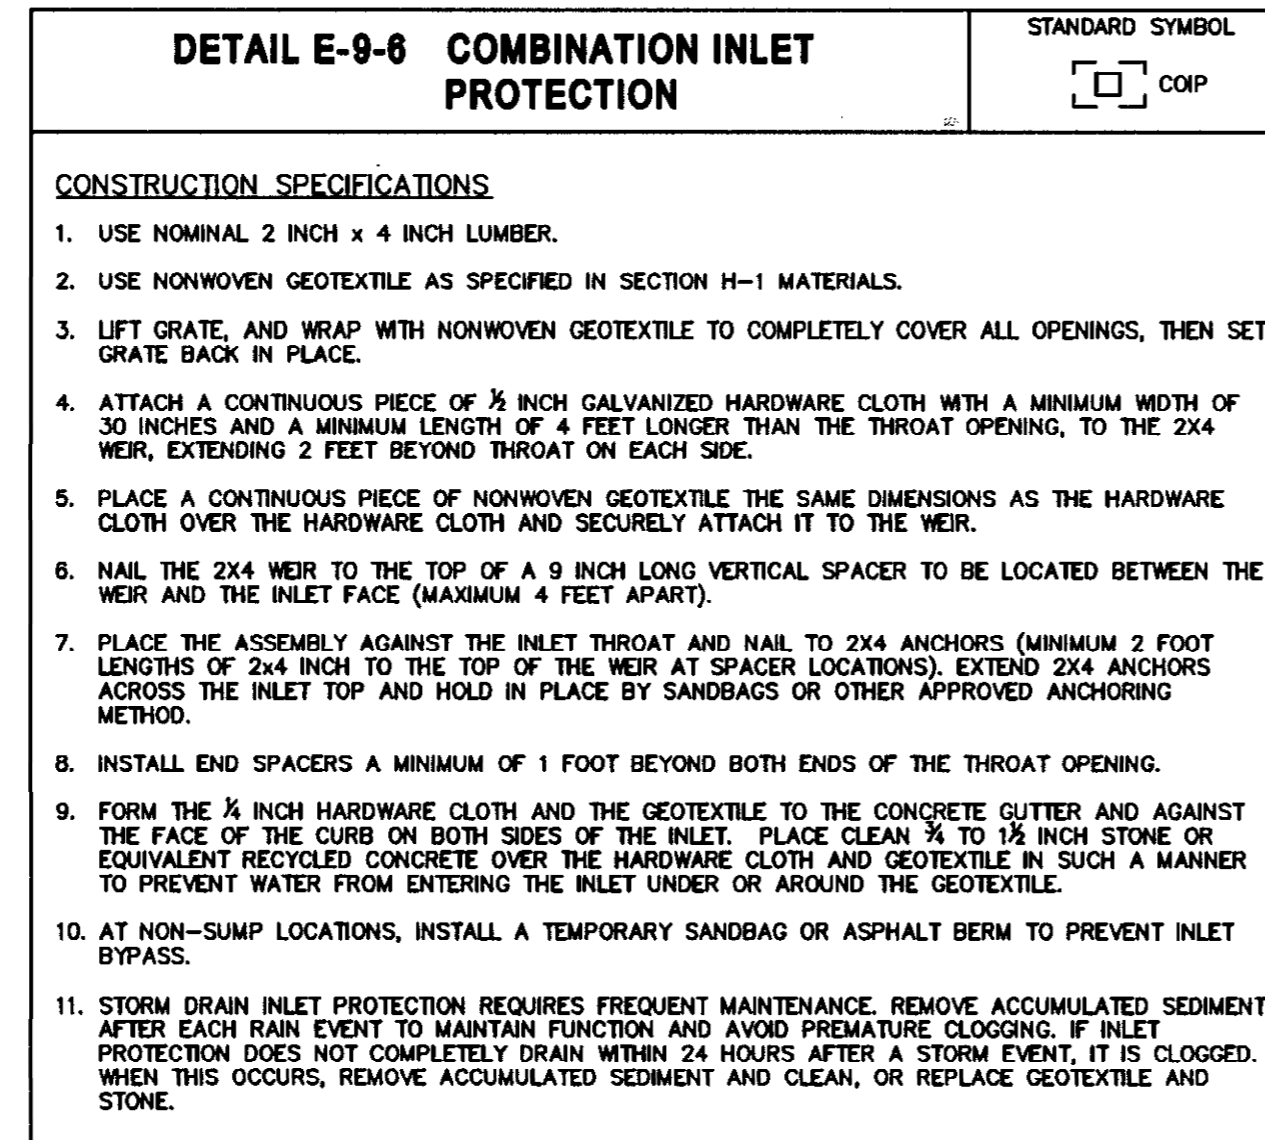 DETAIL E-9-6 COMBINATION INLET
PROTECTION
STANDARD SYMBOL
COIP
CONSTRUCTION SPECIFICATIONS
1. USE NOMINAL 2 INCH x 4 INCH LUMBER.
2. USE NONWOVEN GEOTEXTILE AS SPECIFIED IN SECTION H-1 MATERIALS.
3. LIFT GRATE, AND WRAP WITH NONWOVEN GEOTEXTILE TO COMPLETELY COVER ALL OPENINGS, THEN SET
GRATE BACK IN PLACE.
4. ATTACH A CONTINUOUS PIECE OF ½ INCH GALVANIZED HARDWARE CLOTH WITH A MINIMUM WIDTH OF
30 INCHES AND A MINIMUM LENGTH OF 4 FEET LONGER THAN THE THROAT OPENING, TO THE 2X4
WEIR, EXTENDING 2 FEET BEYOND THROAT ON EACH SIDE.
5. PLACE A CONTINUOUS PIECE OF NONWOVEN GEOTEXTILE THE SAME DIMENSIONS AS THE HARDWARE
CLOTH OVER THE HARDWARE CLOTH AND SECURELY ATTACH IT TO THE WEIR.
6. NAIL THE 2X4 WEIR TO THE TOP OF A 9 INCH LONG VERTICAL SPACER TO BE LOCATED BETWEEN THE
WEIR AND THE INLET FACE (MAXIMUM 4 FEET APART).
7. PLACE THE ASSEMBLY AGAINST THE INLET THROAT AND NAIL TO 2X4 ANCHORS (MINIMUM 2 FOOT
LENGTHS OF 2x4 INCH TO THE TOP OF THE WEIR AT SPACER LOCATIONS). EXTEND 2X4 ANCHORS
ACROSS THE INLET TOP AND HOLD IN PLACE BY SANDBAGS OR OTHER APPROVED ANCHORING
METHOD.
8. INSTALL END SPACERS A MINIMUM OF 1 FOOT BEYOND BOTH ENDS OF THE THROAT OPENING.
9. FORM THE ¼ INCH HARDWARE CLOTH AND THE GEOTEXTILE TO THE CONCRETE GUTTER AND AGAINST
THE FACE OF THE CURB ON BOTH SIDES OF THE INLET. PLACE CLEAN ¾ TO 1½ INCH STONE OR
EQUIVALENT RECYCLED CONCRETE OVER THE HARDWARE CLOTH AND GEOTEXTILE IN SUCH A MANNER
TO PREVENT WATER FROM ENTERING THE INLET UNDER OR AROUND THE GEOTEXTILE.
10. AT NON-SUMP LOCATIONS, INSTALL A TEMPORARY SANDBAG OR ASPHALT BERM TO PREVENT INLET
BYPASS.
11. STORM DRAIN INLET PROTECTION REQUIRES FREQUENT MAINTENANCE. REMOVE ACCUMULATED SEDIMENT
AFTER EACH RAIN EVENT TO MAINTAIN FUNCTION AND AVOID PREMATURE CLOGGING. IF INLET
PROTECTION DOES NOT COMPLETELY DRAIN WITHIN 24 HOURS AFTER A STORM EVENT, IT IS CLOGGED.
WHEN THIS OCCURS, REMOVE ACCUMULATED SEDIMENT AND CLEAN, OR REPLACE GEOTEXTILE AND
STONE.